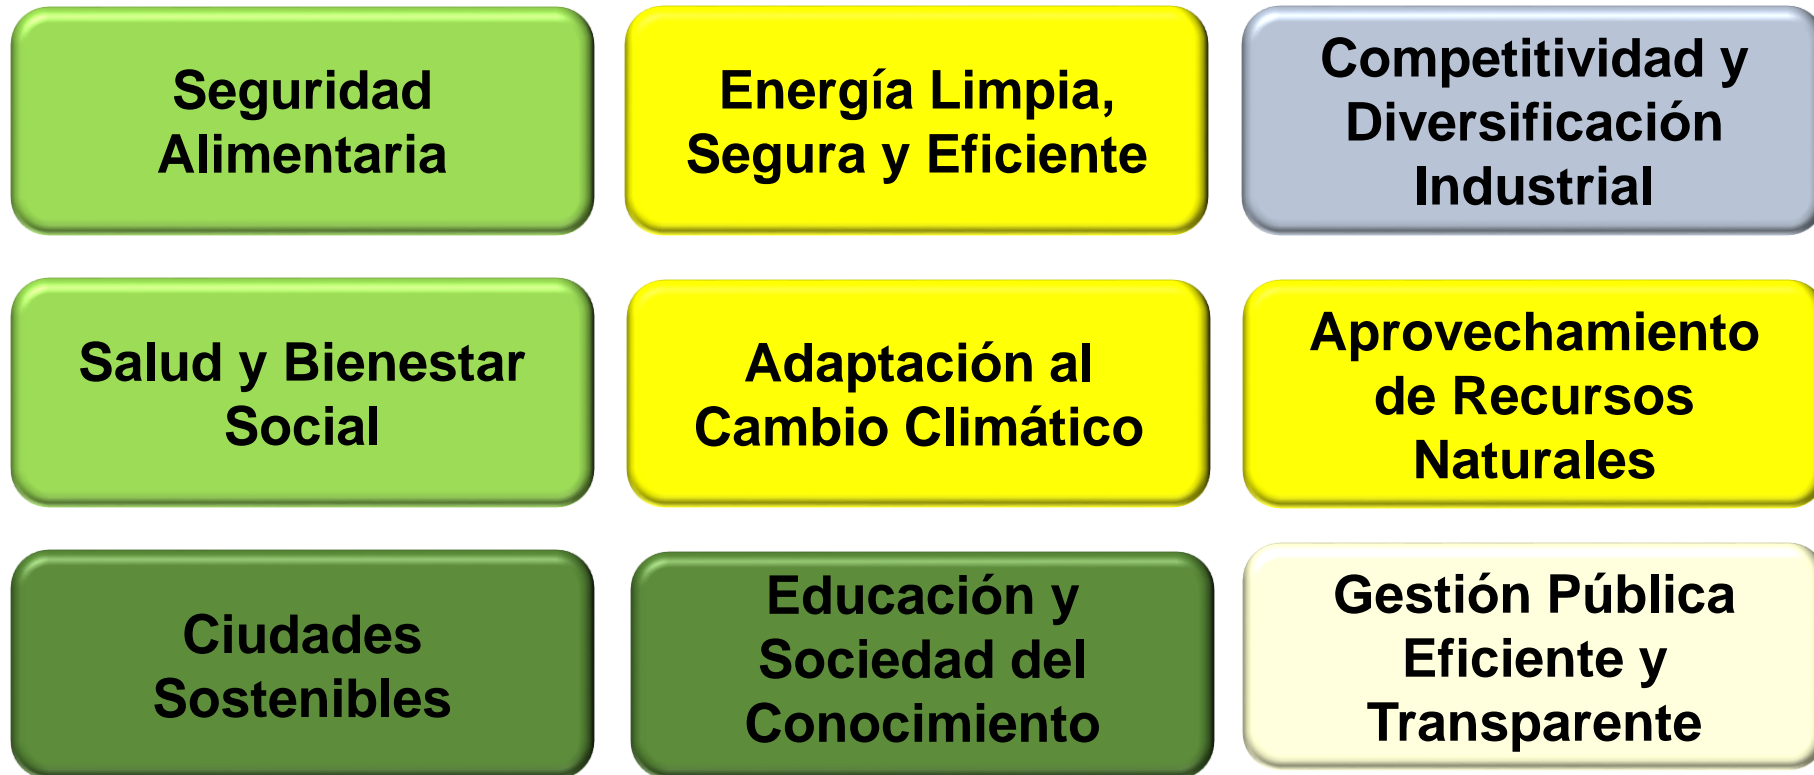 Seguridad
Alimentaria
Energía Limpia,
Segura y Eficiente
Competitividad y
Diversificación
Industrial
Salud y Bienestar
Social
Adaptación al
Cambio Climático
Aprovechamiento
de Recursos
Naturales
Ciudades
Sostenibles
Educación y
Sociedad del
Conocimiento
Gestión Pública
Eficiente y
Transparente